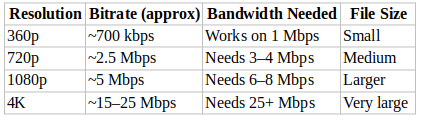 Resolution Bitrate (approx) Bandwidth Needed File Size
360p ~700 kbps Works on 1 Mbps Small
720p ~2.5 Mbps Needs 3–4 Mbps Medium
1080p ~5 Mbps Needs 6–8 Mbps Larger
4K ~15–25 Mbps Needs 25+ Mbps Very large